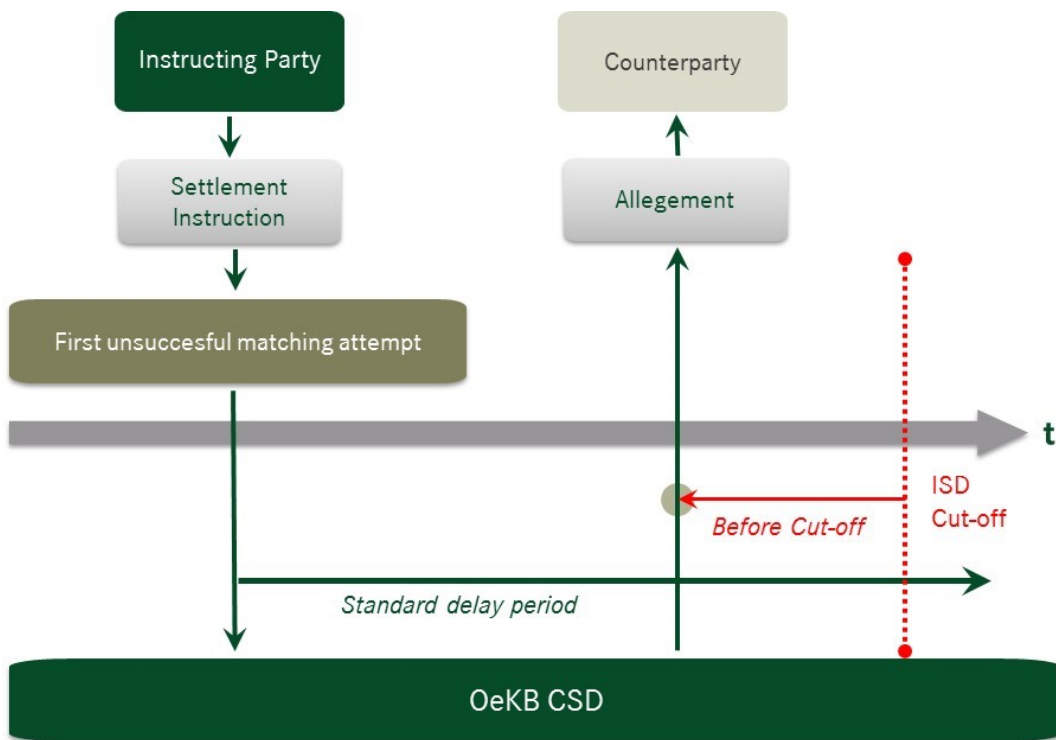 Instructing Party
Counterparty
Settlement
Instruction
Allegement
First unsuccesful matching attempt
t
ISD
Cut-off
Before Cut-off
Standard delay period
OeKB CSD